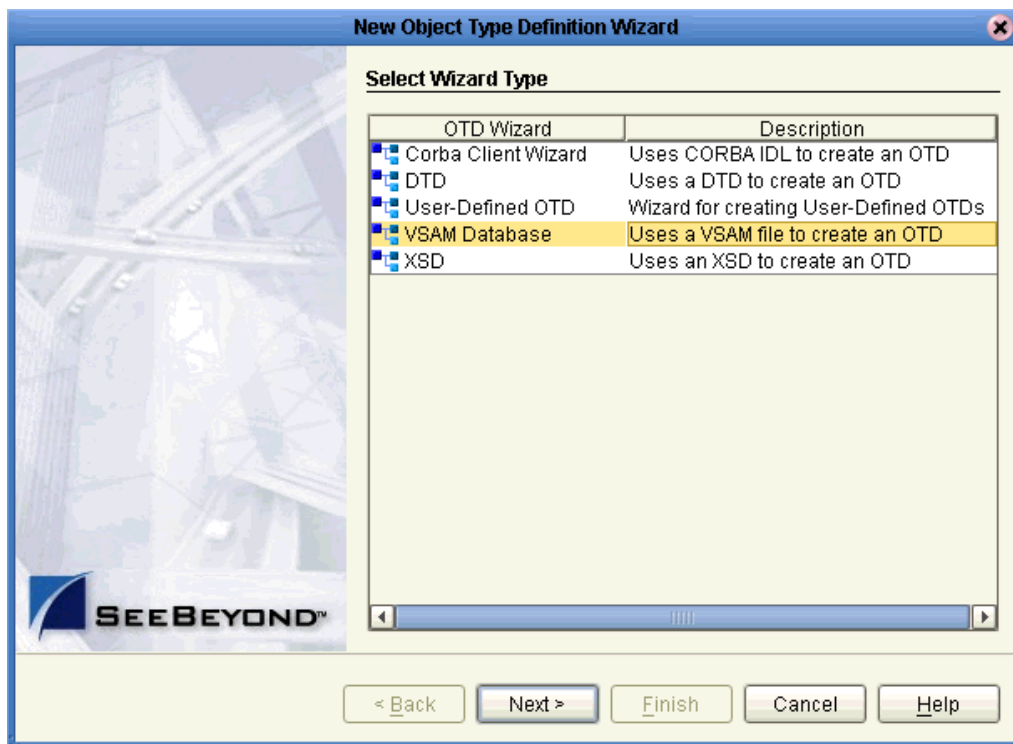 New Object Type Definition Wizard
Select Wizard Type
OTD Wizard Description
Corba Client Wizard Uses CORBA IDL to create an OTD
DTD Uses a DTD to create an OTD
User-Defined OTD Wizard for creating User-Defined OTDs
VSAM Database Uses a VSAM file to create an OTD
XSD Uses an XSD to create an OTD
SEEBEYOND™
< Back Next > Finish Cancel Help